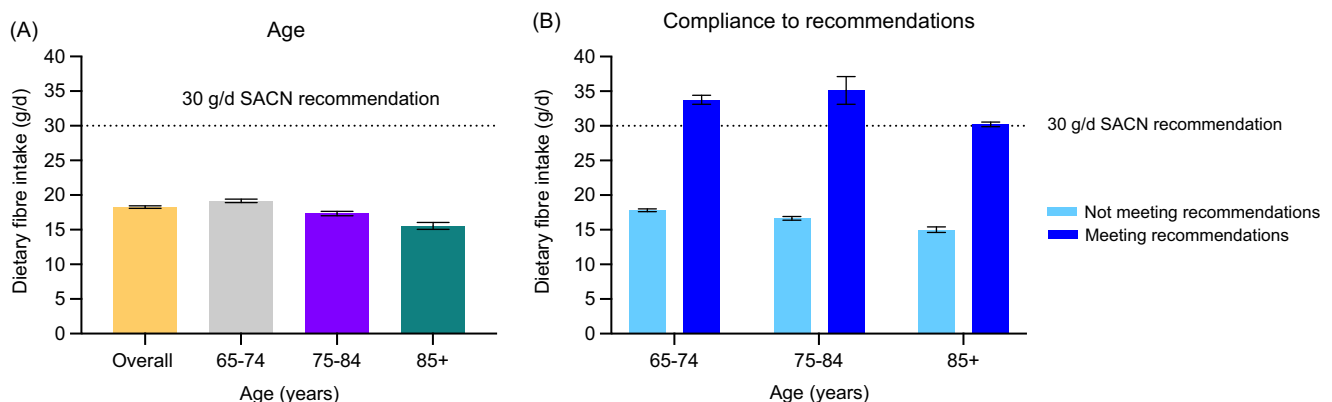 (A)
Age
Dietary fibre intake (g/d)
40
35
30
25
20
15
10
5
0
30 g/d SACN recommendation
Overall
65-74
75-84
85+
Age (years)
(B)
Compliance to recommendations
Dietary fibre intake (g/d)
40
35
30
25
20
15
10
5
0
65-74
75-84
85+
Age (years)
30 g/d SACN recommendation
Not meeting recommendations
Meeting recommendations